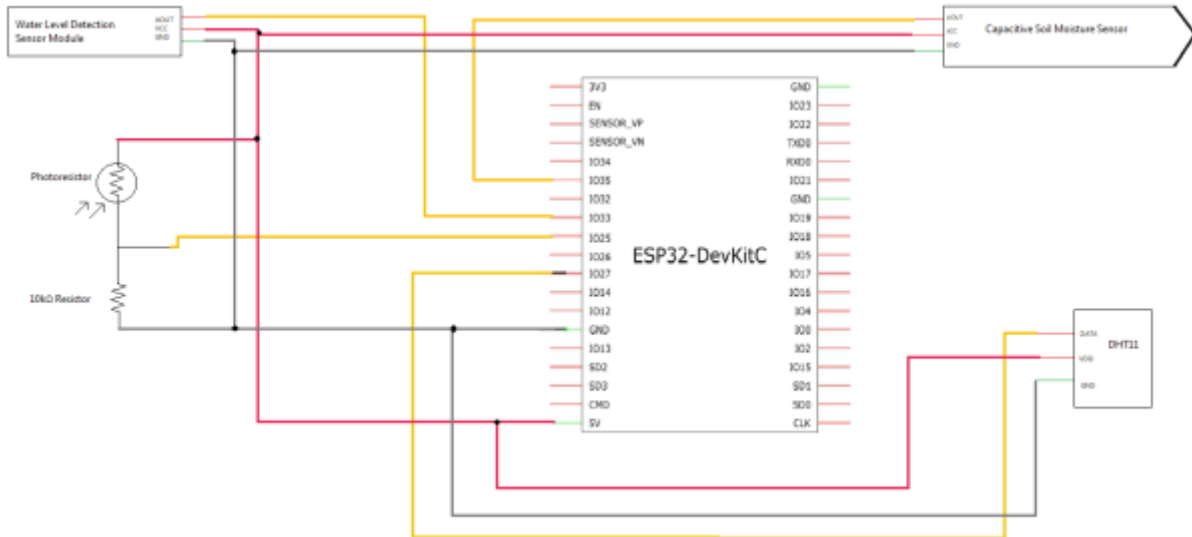 Water Level Detection
Sensor Module
AOUT
VCC
GND
AOUT
VCC
GND
Capacitive Soil Moisture Sensor
Photoresistor
10kΩ Resistor
ESP32-DevKitC
3V3
EN
SENSOR_VP
SENSOR_VN
IO34
IO35
IO32
IO33
IO25
IO26
IO27
IO14
IO12
GND
IO13
SD2
SD3
CMD
5V
GND
IO23
IO22
TXD0
RXD0
IO21
GND
IO19
IO18
IO5
IO17
IO16
IO4
IO0
IO2
IO15
SD1
SD0
CLK
DATA
VDD
GND
DHT11